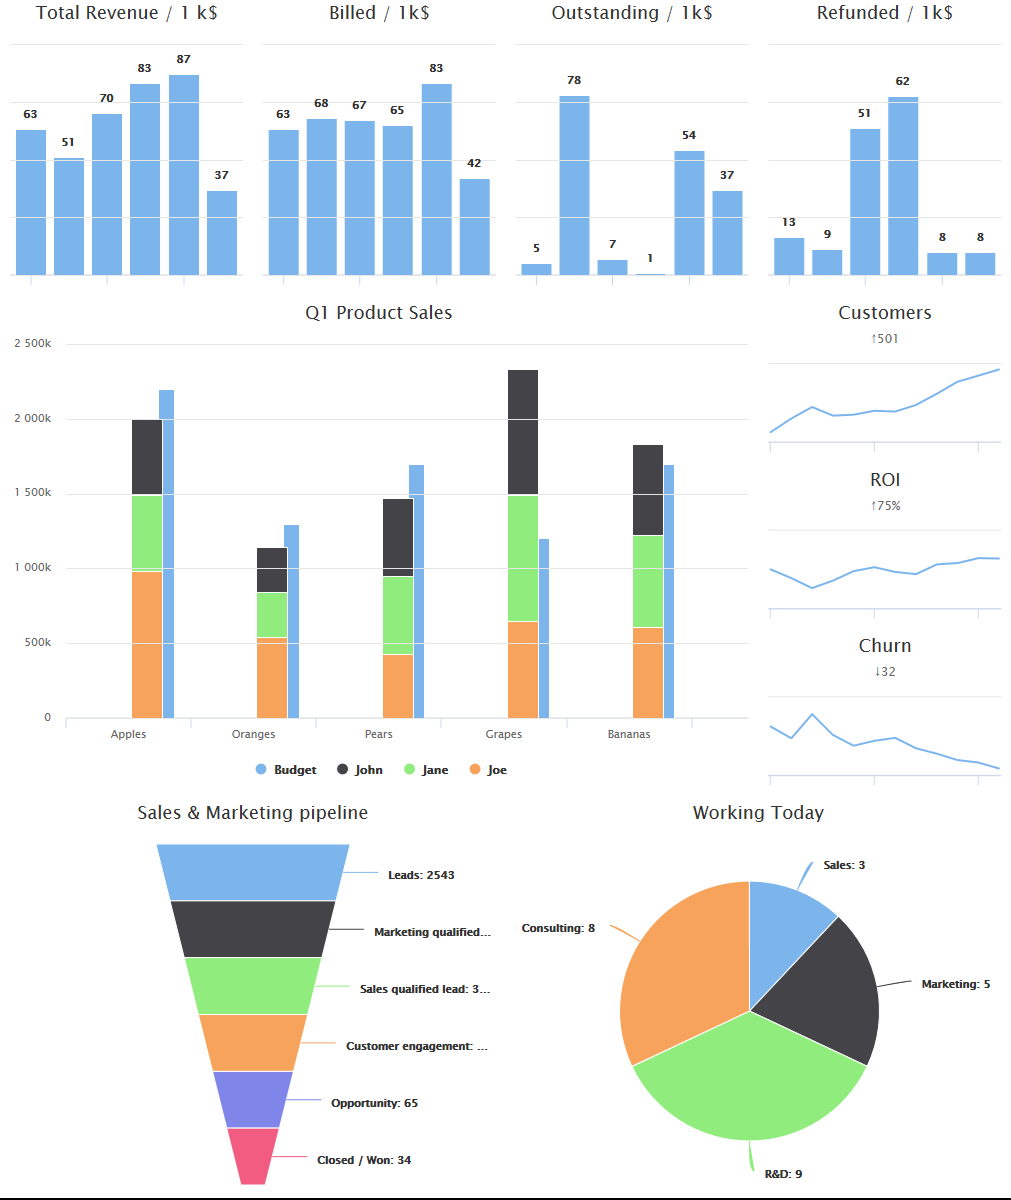 Total Revenue / 1 k$
63
51
70
83
87
37
Billed / 1k$
63
68
67
65
83
42
Outstanding / 1k$
5
78
7
1
54
37
Refunded / 1k$
13
9
51
62
8
8
Q1 Product Sales
2 500k
2 000k
1 500k
1 000k
500k
0
Apples
Oranges
Pears
Grapes
Bananas
Budget
John
Jane
Joe
Customers
↑501
ROI
↑75%
Churn
↓32
Sales & Marketing pipeline
Leads: 2543
Marketing qualified...
Sales qualified lead: 3...
Customer engagement: ...
Opportunity: 65
Closed / Won: 34
Working Today
Sales: 3
Consulting: 8
Marketing: 5
R&D: 9